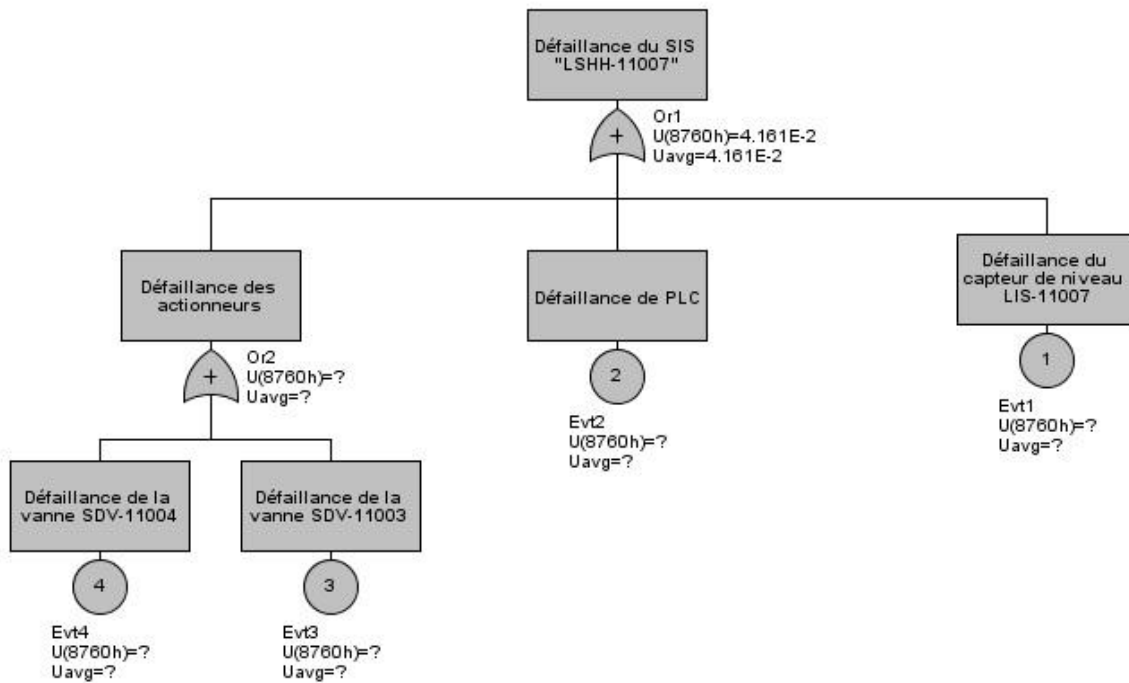 Défaillance du SIS
"LSHH-11007"
+
Or1
U(8760h)=4.161E-2
Uavg=4.161E-2
Défaillance des
actionneurs
Défaillance de PLC
Défaillance du
capteur de niveau
LIS-11007
+
Or2
U(8760h)=?
Uavg=?
2
Evt2
U(8760h)=?
Uavg=?
1
Evt1
U(8760h)=?
Uavg=?
Défaillance de la
vanne SDV-11004
Défaillance de la
vanne SDV-11003
4
Evt4
U(8760h)=?
Uavg=?
3
Evt3
U(8760h)=?
Uavg=?